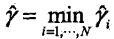 γ̂ = min_{i=1,···,N} γ̂_i